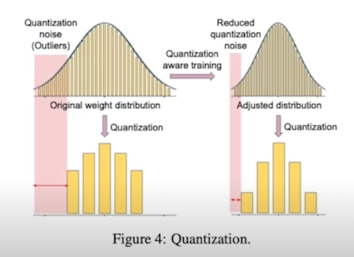 Quantization
noise
(Outliers)
Quantization
aware training
Reduced
quantization
noise
Original weight distribution
Adjusted distribution
Quantization
Quantization
Figure 4: Quantization.